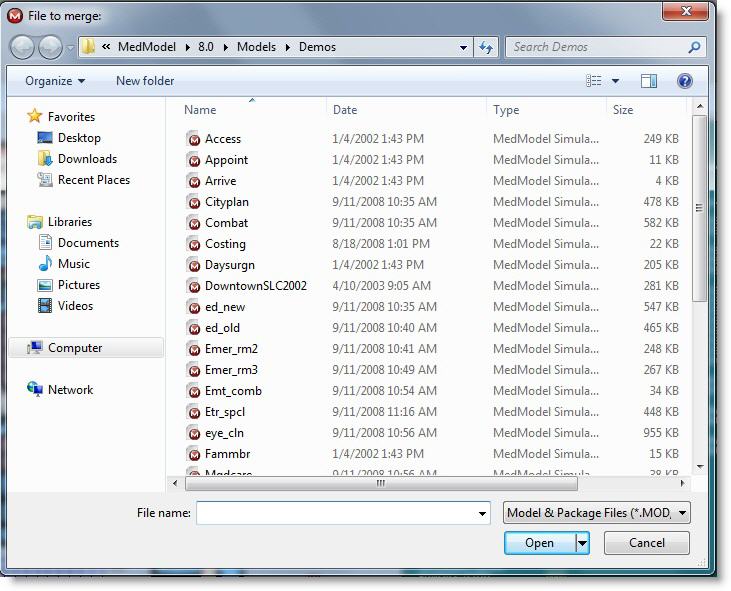 File to merge:
« MedModel 8.0 Models Demos
Search Demos
Organize New folder
Name Date Type Size
Favorites
Desktop
Downloads
Recent Places
Libraries
Documents
Music
Pictures
Videos
Computer
Network
Access 1/4/2002 1:43 PM MedModel Simula... 249 KB
Appoint 1/4/2002 1:43 PM MedModel Simula... 11 KB
Arrive 1/4/2002 1:43 PM MedModel Simula... 4 KB
Cityplan 9/11/2008 10:35 AM MedModel Simula... 478 KB
Combat 9/11/2008 10:35 AM MedModel Simula... 582 KB
Costing 8/18/2008 1:01 PM MedModel Simula... 22 KB
Daysurgn 1/4/2002 1:43 PM MedModel Simula... 205 KB
DowntownSLC2002 4/10/2003 9:05 AM MedModel Simula... 281 KB
ed_new 9/11/2008 10:35 AM MedModel Simula... 547 KB
ed_old 9/11/2008 10:40 AM MedModel Simula... 465 KB
Emer_rm2 9/11/2008 10:41 AM MedModel Simula... 248 KB
Emer_rm3 9/11/2008 10:49 AM MedModel Simula... 267 KB
Emt_comb 9/11/2008 10:54 AM MedModel Simula... 34 KB
Etr_spcl 9/11/2008 11:16 AM MedModel Simula... 448 KB
eye_cln 9/11/2008 10:56 AM MedModel Simula... 955 KB
Fammbr 1/4/2002 1:43 PM MedModel Simula... 15 KB
9/11/2008 10:56 AM MedModel Simula... 38 KB
File name: Model & Package Files (*.MOD,
Open Cancel